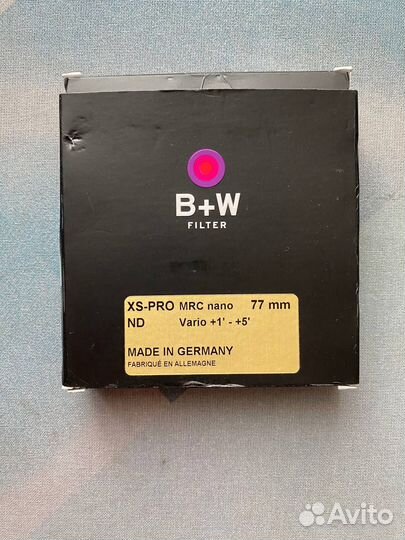 B+W
FILTER
XS-PRO MRC nano 77 mm
ND Vario +1' - +5'
MADE IN GERMANY
FABRIQUÉ EN ALLEMAGNE
Avito